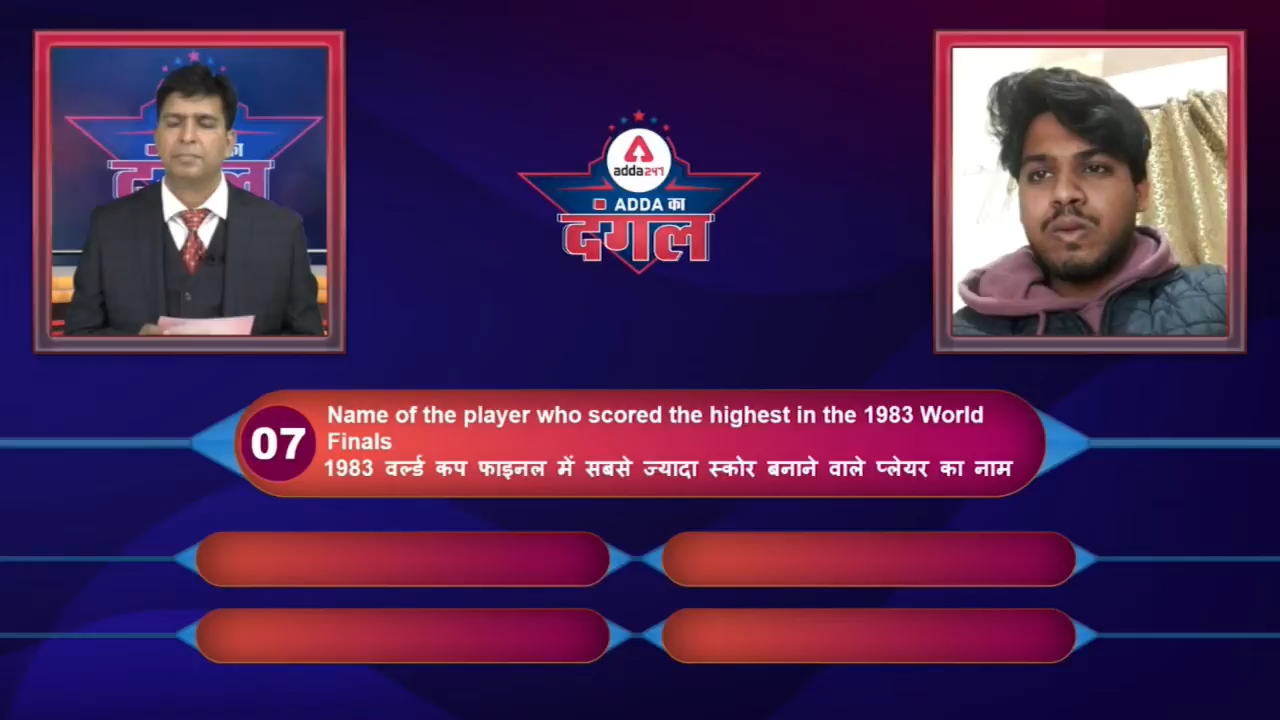 का
दंगल
adda247
ADDA का
दंगल
07
Name of the player who scored the highest in the 1983 World
Finals
1983 वर्ल्ड कप फाइनल में सबसे ज्यादा स्कोर बनाने वाले प्लेयर का नाम